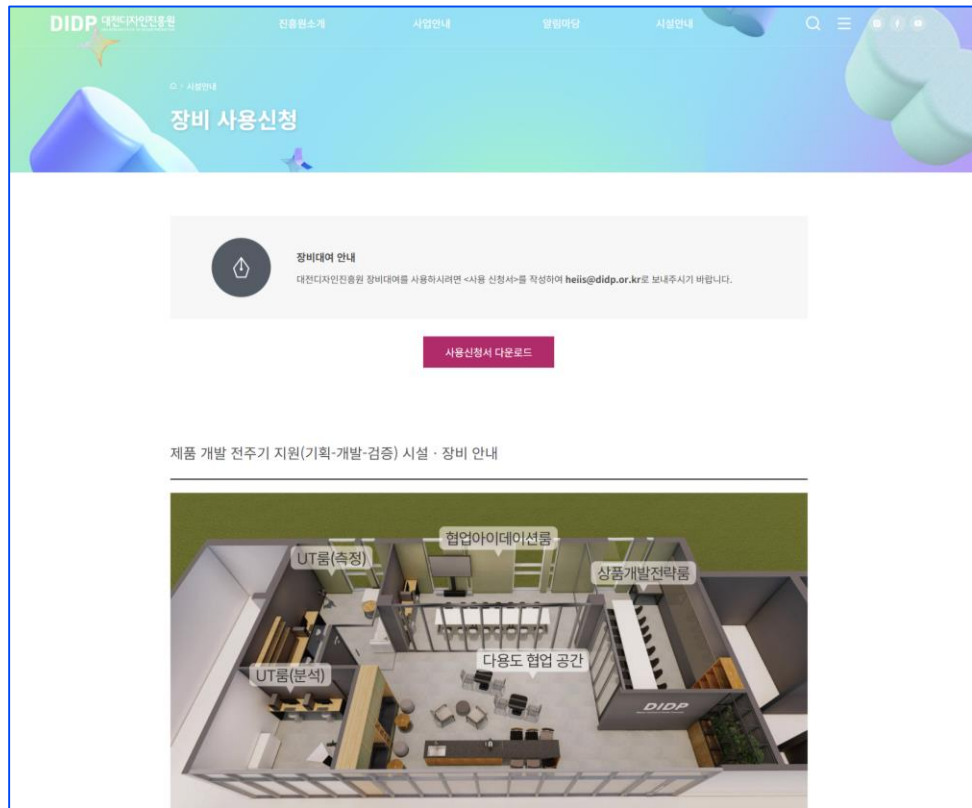 DIDP 대전디자인진흥원
진흥원소개
사업안내
알림마당
시설안내
시설안내
장비 사용신청
장비대여 안내
대전디자인진흥원 장비대여를 사용하시려면 <사용 신청서>를 작성하여 heiis@didp.or.kr로 보내주시기 바랍니다.
사용신청서 다운로드
제품 개발 전주기 지원(기획-개발-검증) 시설 · 장비 안내
협업아이데이션룸
UT룸(측정)
상품개발전략룸
다용도 협업 공간
UT룸(분석)
DIDP